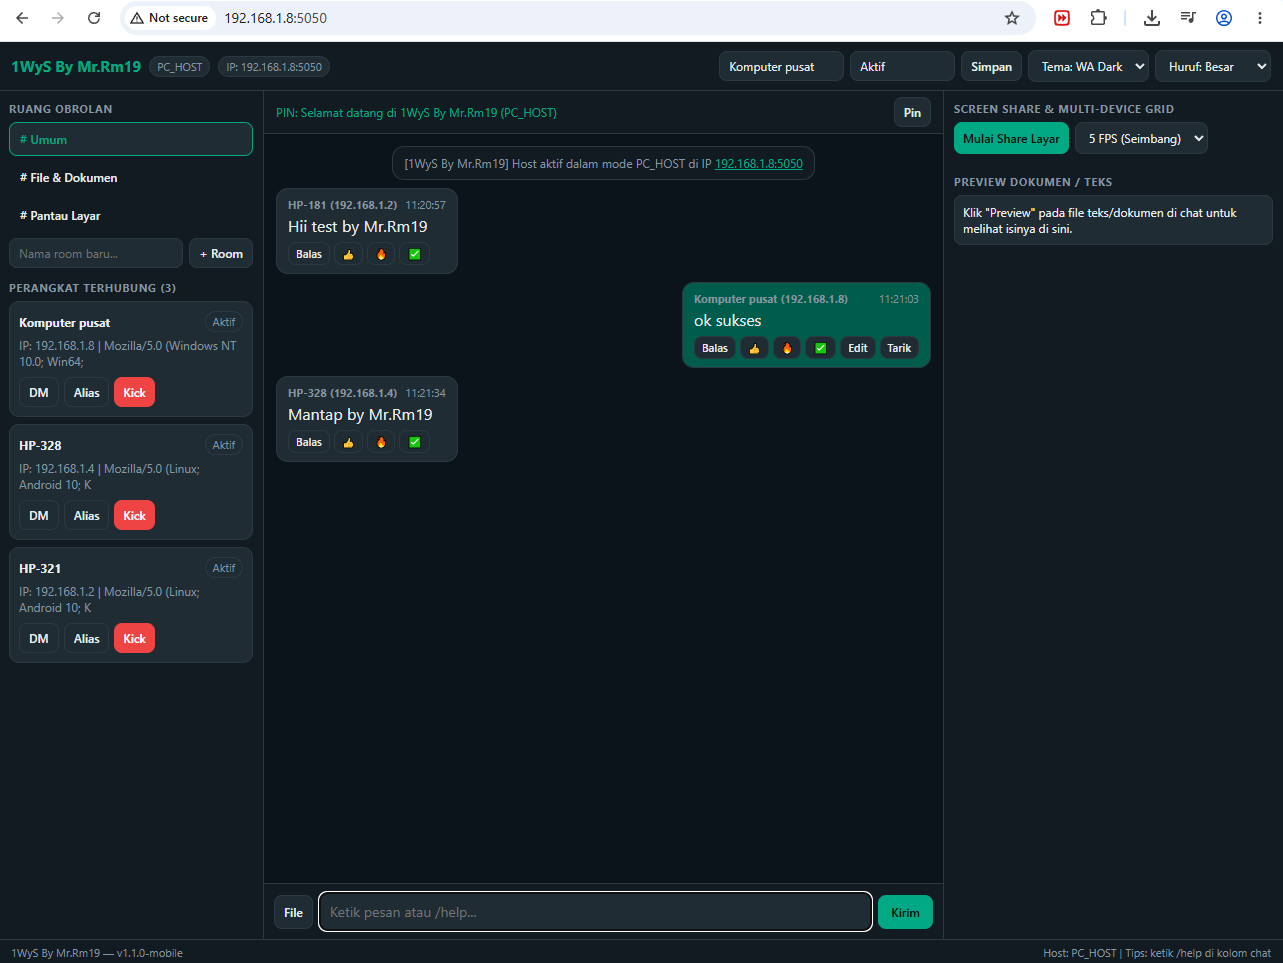 Not secure
192.168.1.8:5050
1WyS By Mr.Rm19
PC_HOST
IP: 192.168.1.8:5050
Komputer pusat
Aktif
Simpan
Tema: WA Dark
Huruf: Besar
RUANG OBROLAN
# Umum
# File & Dokumen
# Pantau Layar
Nama room baru...
+ Room
PERANGKAT TERHUBUNG (3)
Komputer pusat
Aktif
IP: 192.168.1.8 | Mozilla/5.0 (Windows NT
10.0; Win64;
DM
Alias
Kick
HP-328
Aktif
IP: 192.168.1.4 | Mozilla/5.0 (Linux;
Android 10; K
DM
Alias
Kick
HP-321
Aktif
IP: 192.168.1.2 | Mozilla/5.0 (Linux;
Android 10; K
DM
Alias
Kick
PIN: Selamat datang di 1WyS By Mr.Rm19 (PC_HOST)
Pin
[1WyS By Mr.Rm19] Host aktif dalam mode PC_HOST di IP 192.168.1.8:5050
HP-181 (192.168.1.2) 11:20:57
Hii test by Mr.Rm19
Balas
Komputer pusat (192.168.1.8) 11:21:03
ok sukses
Balas
Edit
Tarik
HP-328 (192.168.1.4) 11:21:34
Mantap by Mr.Rm19
Balas
File
Ketik pesan atau /help...
Kirim
SCREEN SHARE & MULTI-DEVICE GRID
Mulai Share Layar
5 FPS (Seimbang)
PREVIEW DOKUMEN / TEKS
Klik "Preview" pada file teks/dokumen di chat untuk
melihat isinya di sini.
1WyS By Mr.Rm19 — v1.1.0-mobile
Host: PC_HOST | Tips: ketik /help di kolom chat